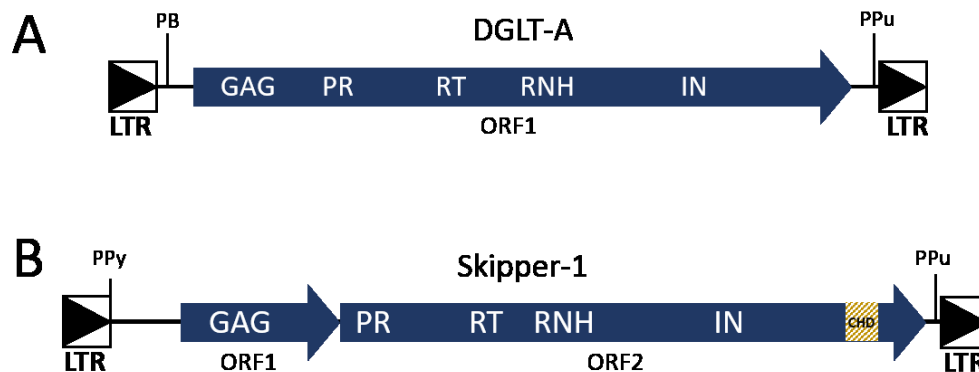 A
DGLT-A
PB
PPu
GAG PR RT RNH IN
LTR
ORF1
LTR
B
Skipper-1
PPy
PPu
GAG PR RT RNH IN CHD
LTR
ORF1
ORF2
LTR